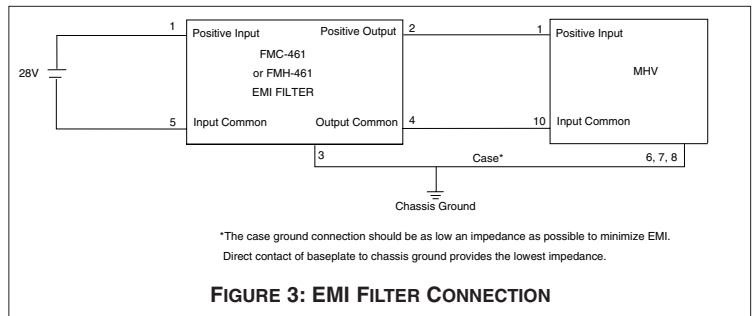 1
Positive Input
Positive Output
2
1
Positive Input
FMC-461
or FMH-461
EMI FILTER
MHV
28V
5
Input Common
Output Common
4
10
Input Common
3
Case*
6, 7, 8
Chassis Ground
*The case ground connection should be as low an impedance as possible to minimize EMI.
Direct contact of baseplate to chassis ground provides the lowest impedance.
FIGURE 3: EMI FILTER CONNECTION